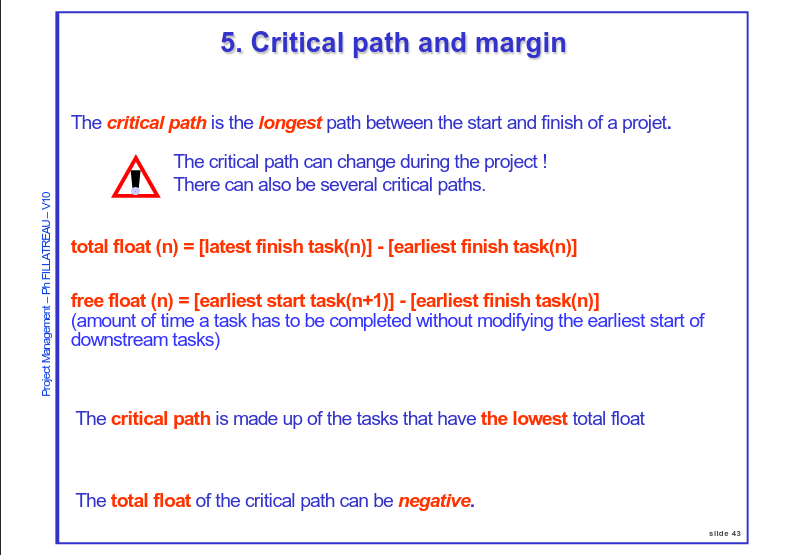 5. Critical path and margin
The critical path is the longest path between the start and finish of a projet.
The critical path can change during the project !
There can also be several critical paths.
total float (n) = [latest finish task(n)] - [earliest finish task(n)]
free float (n) = [earliest start task(n+1)] - [earliest finish task(n)]
(amount of time a task has to be completed without modifying the earliest start of
downstream tasks)
The critical path is made up of the tasks that have the lowest total float
The total float of the critical path can be negative.
Project Management – Ph FILLATREAU – V10
slide 43